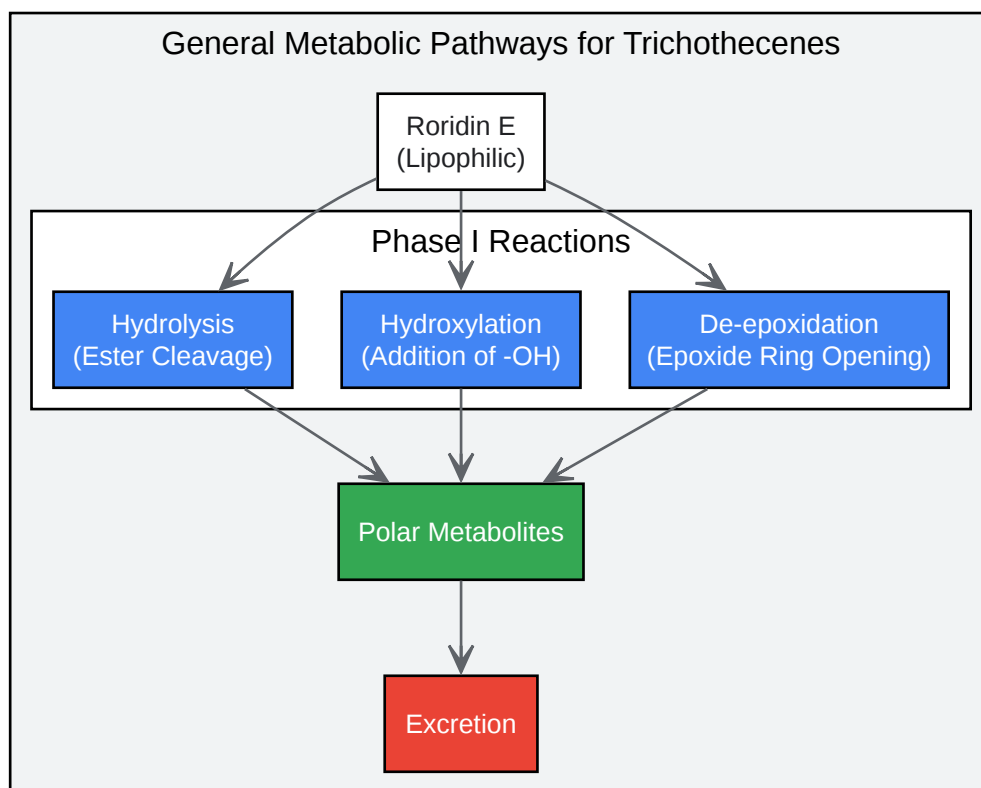 General Metabolic Pathways for Trichothecenes
Roridin E
(Lipophilic)
Phase I Reactions
Hydrolysis
(Ester Cleavage)
Hydroxylation
(Addition of -OH)
De-epoxidation
(Epoxide Ring Opening)
Polar Metabolites
Excretion